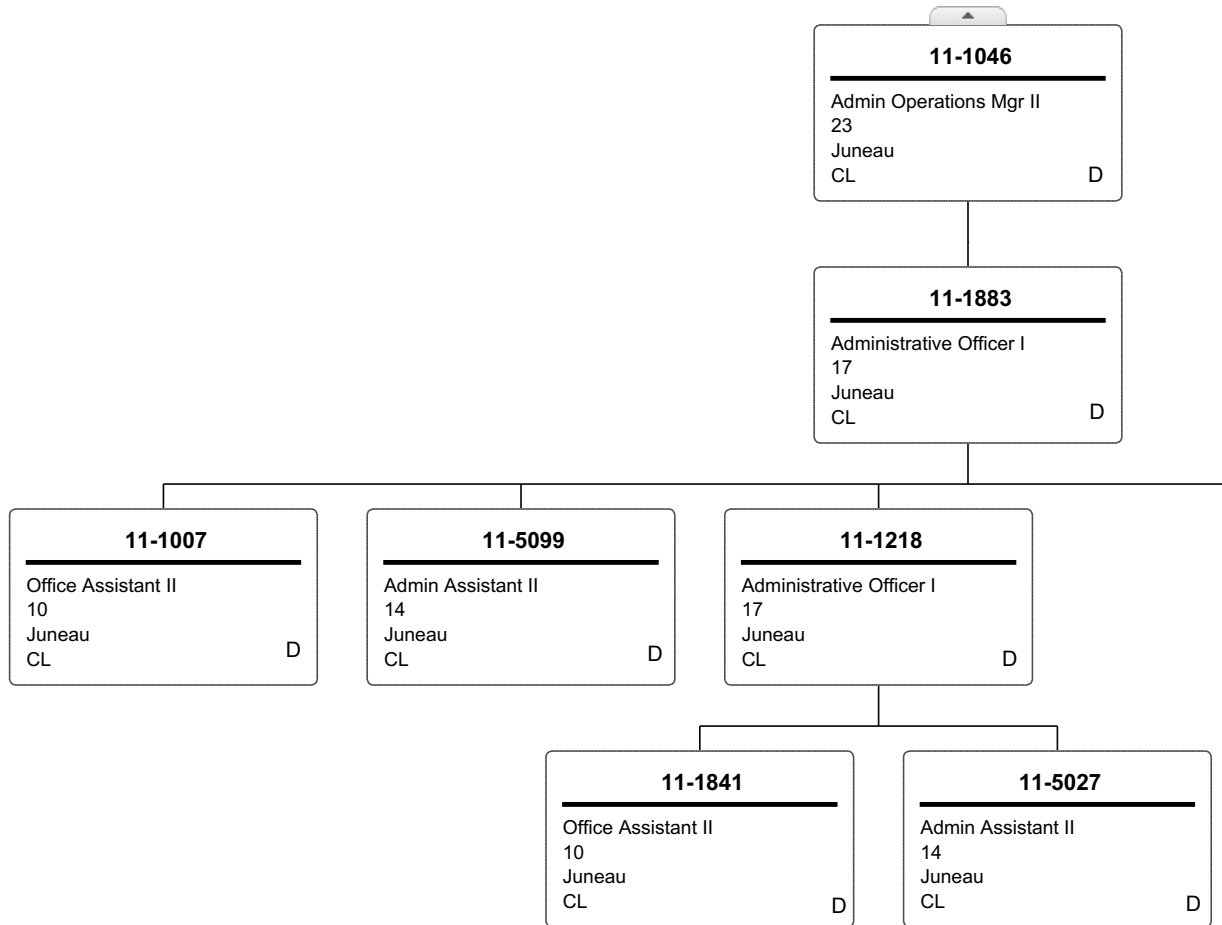 11-1046
Admin Operations Mgr II
23
Juneau
CL
D
11-1883
Administrative Officer I
17
Juneau
CL
D
11-1007
Office Assistant II
10
Juneau
CL
D
11-5099
Admin Assistant II
14
Juneau
CL
D
11-1218
Administrative Officer I
17
Juneau
CL
D
11-1841
Office Assistant II
10
Juneau
CL
D
11-5027
Admin Assistant II
14
Juneau
CL
D